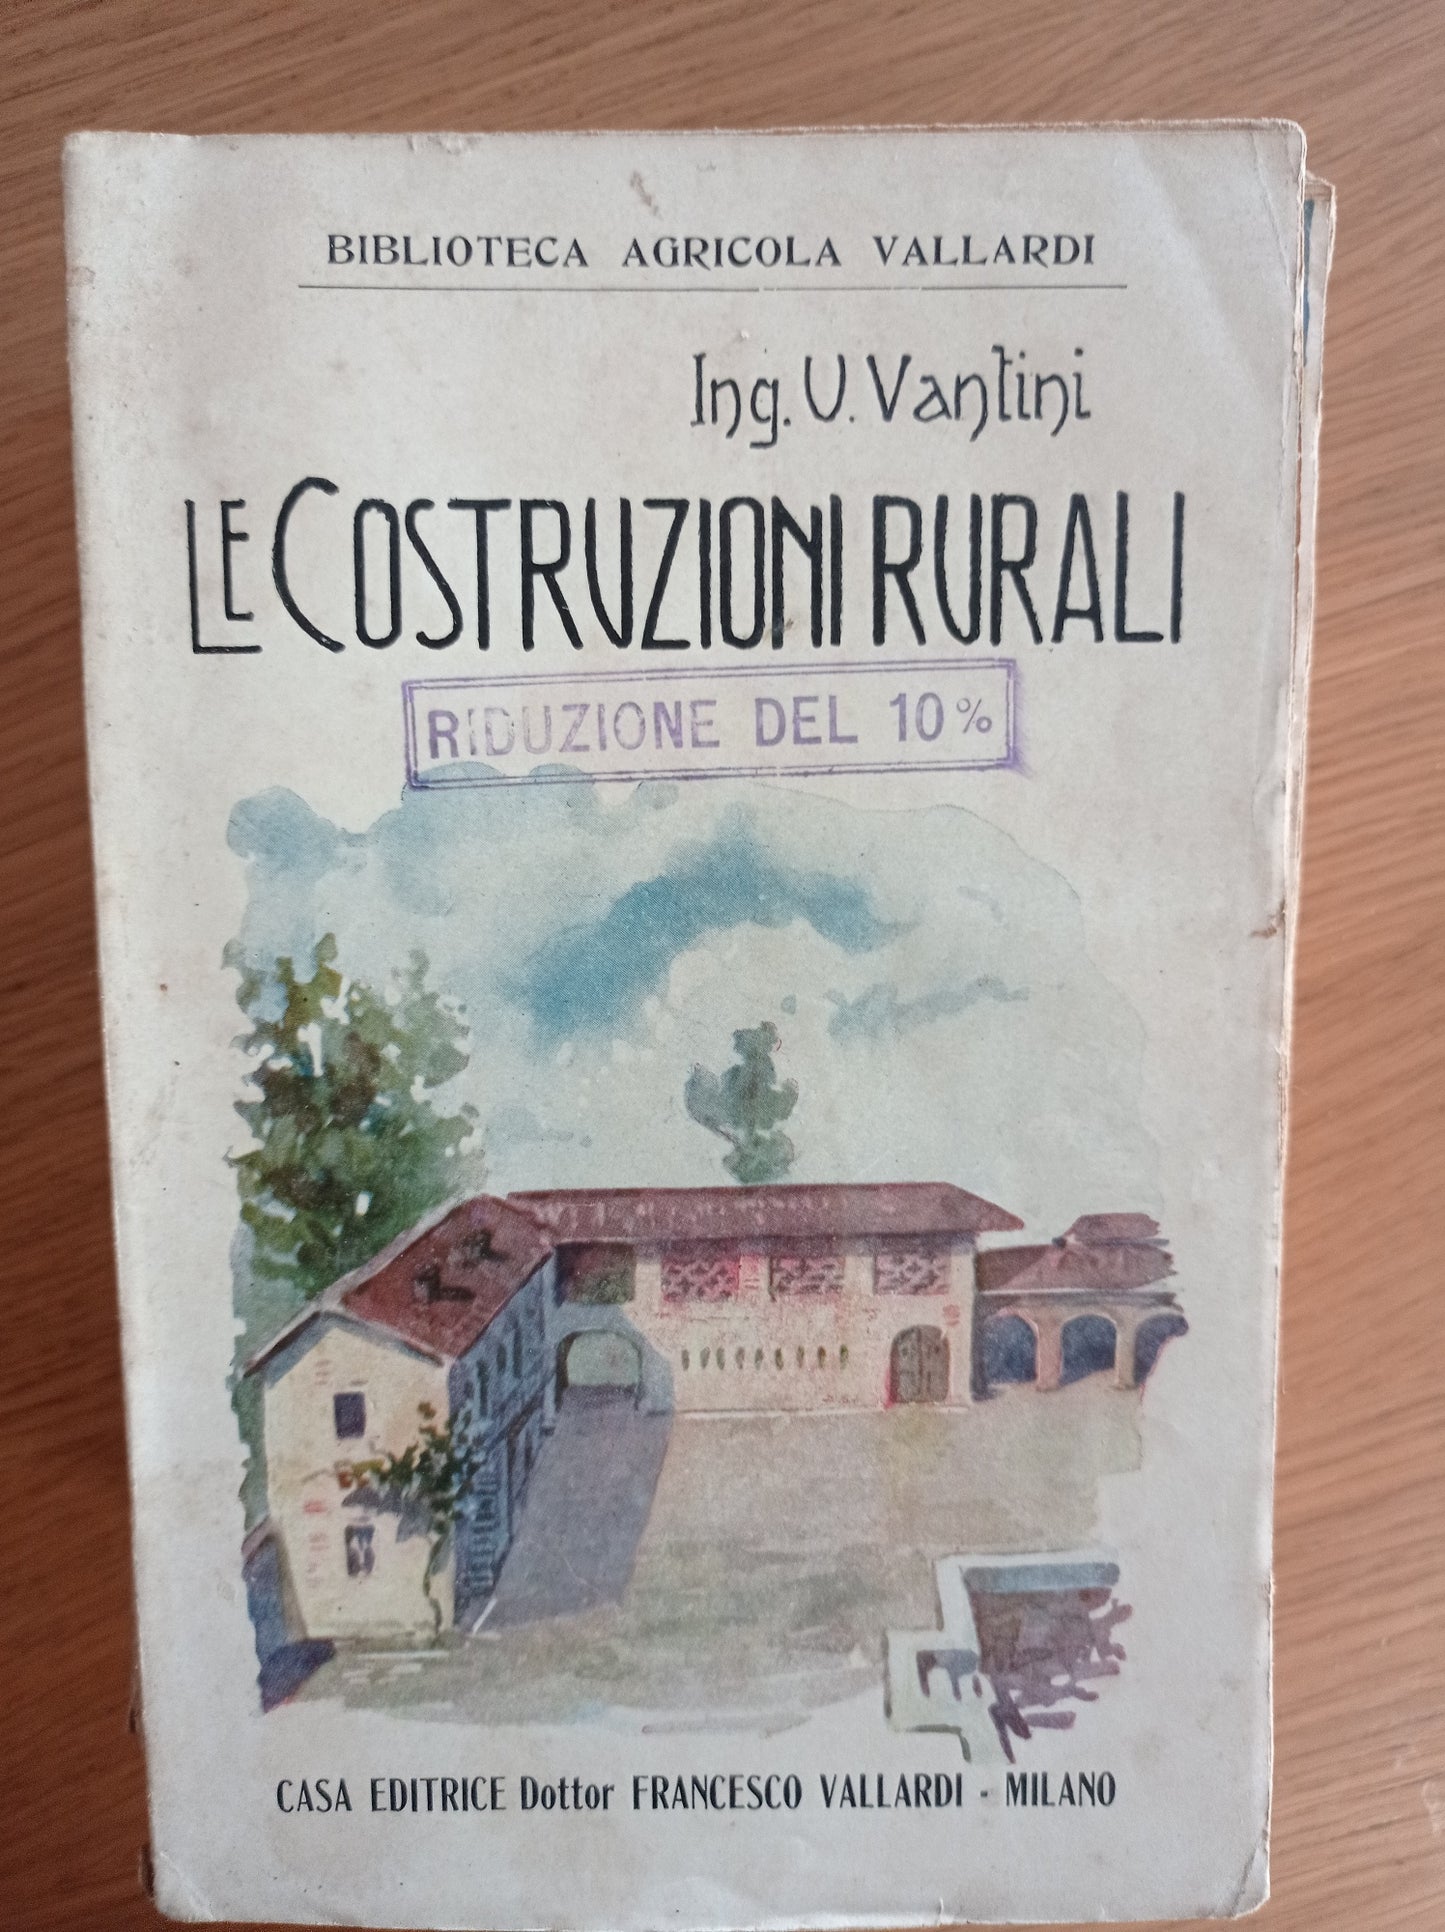 BIBLIOTECA AGRICOLA VALLARDI
Ing. U. Vantini
LE COSTRUZIONI RURALI
RIDUZIONE DEL 10%
CASA EDITRICE Dottor FRANCESCO VALLARDI - MILANO